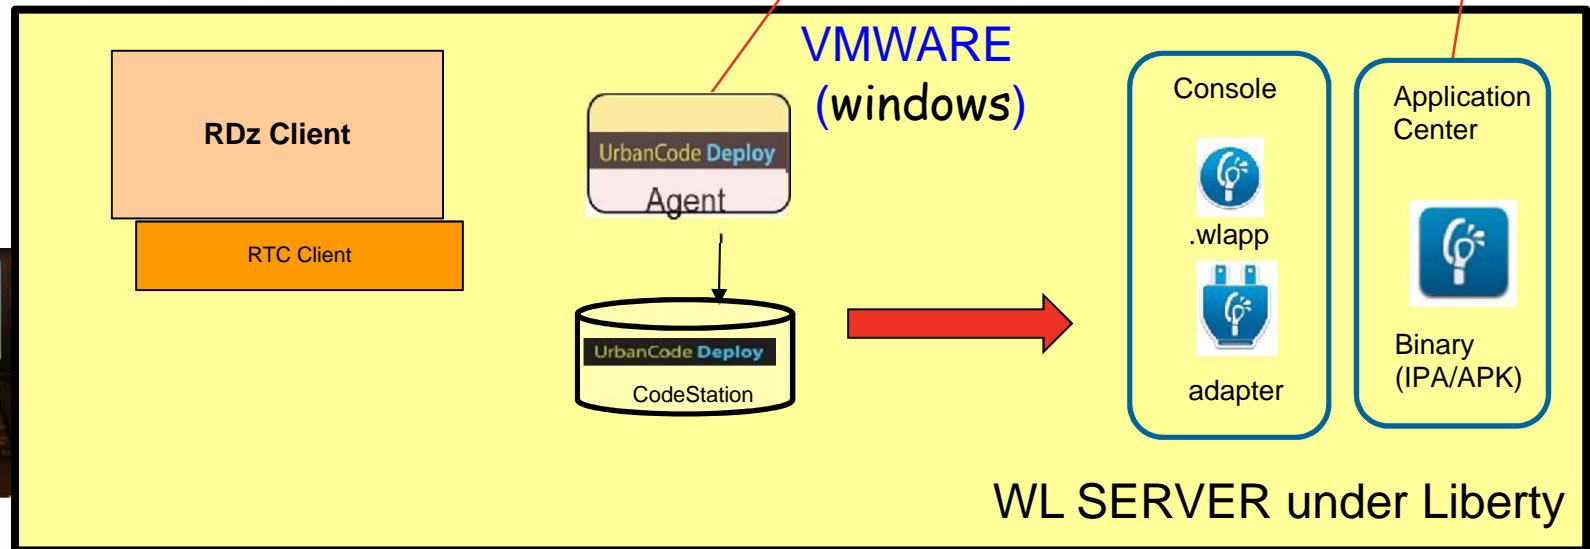 VMWARE
(windows)
RDz Client
RTC Client
UrbanCode Deploy
Agent
UrbanCode Deploy
CodeStation
Console
.wlapp
adapter
Application
Center
Binary
(IPA/APK)
WL SERVER under Liberty